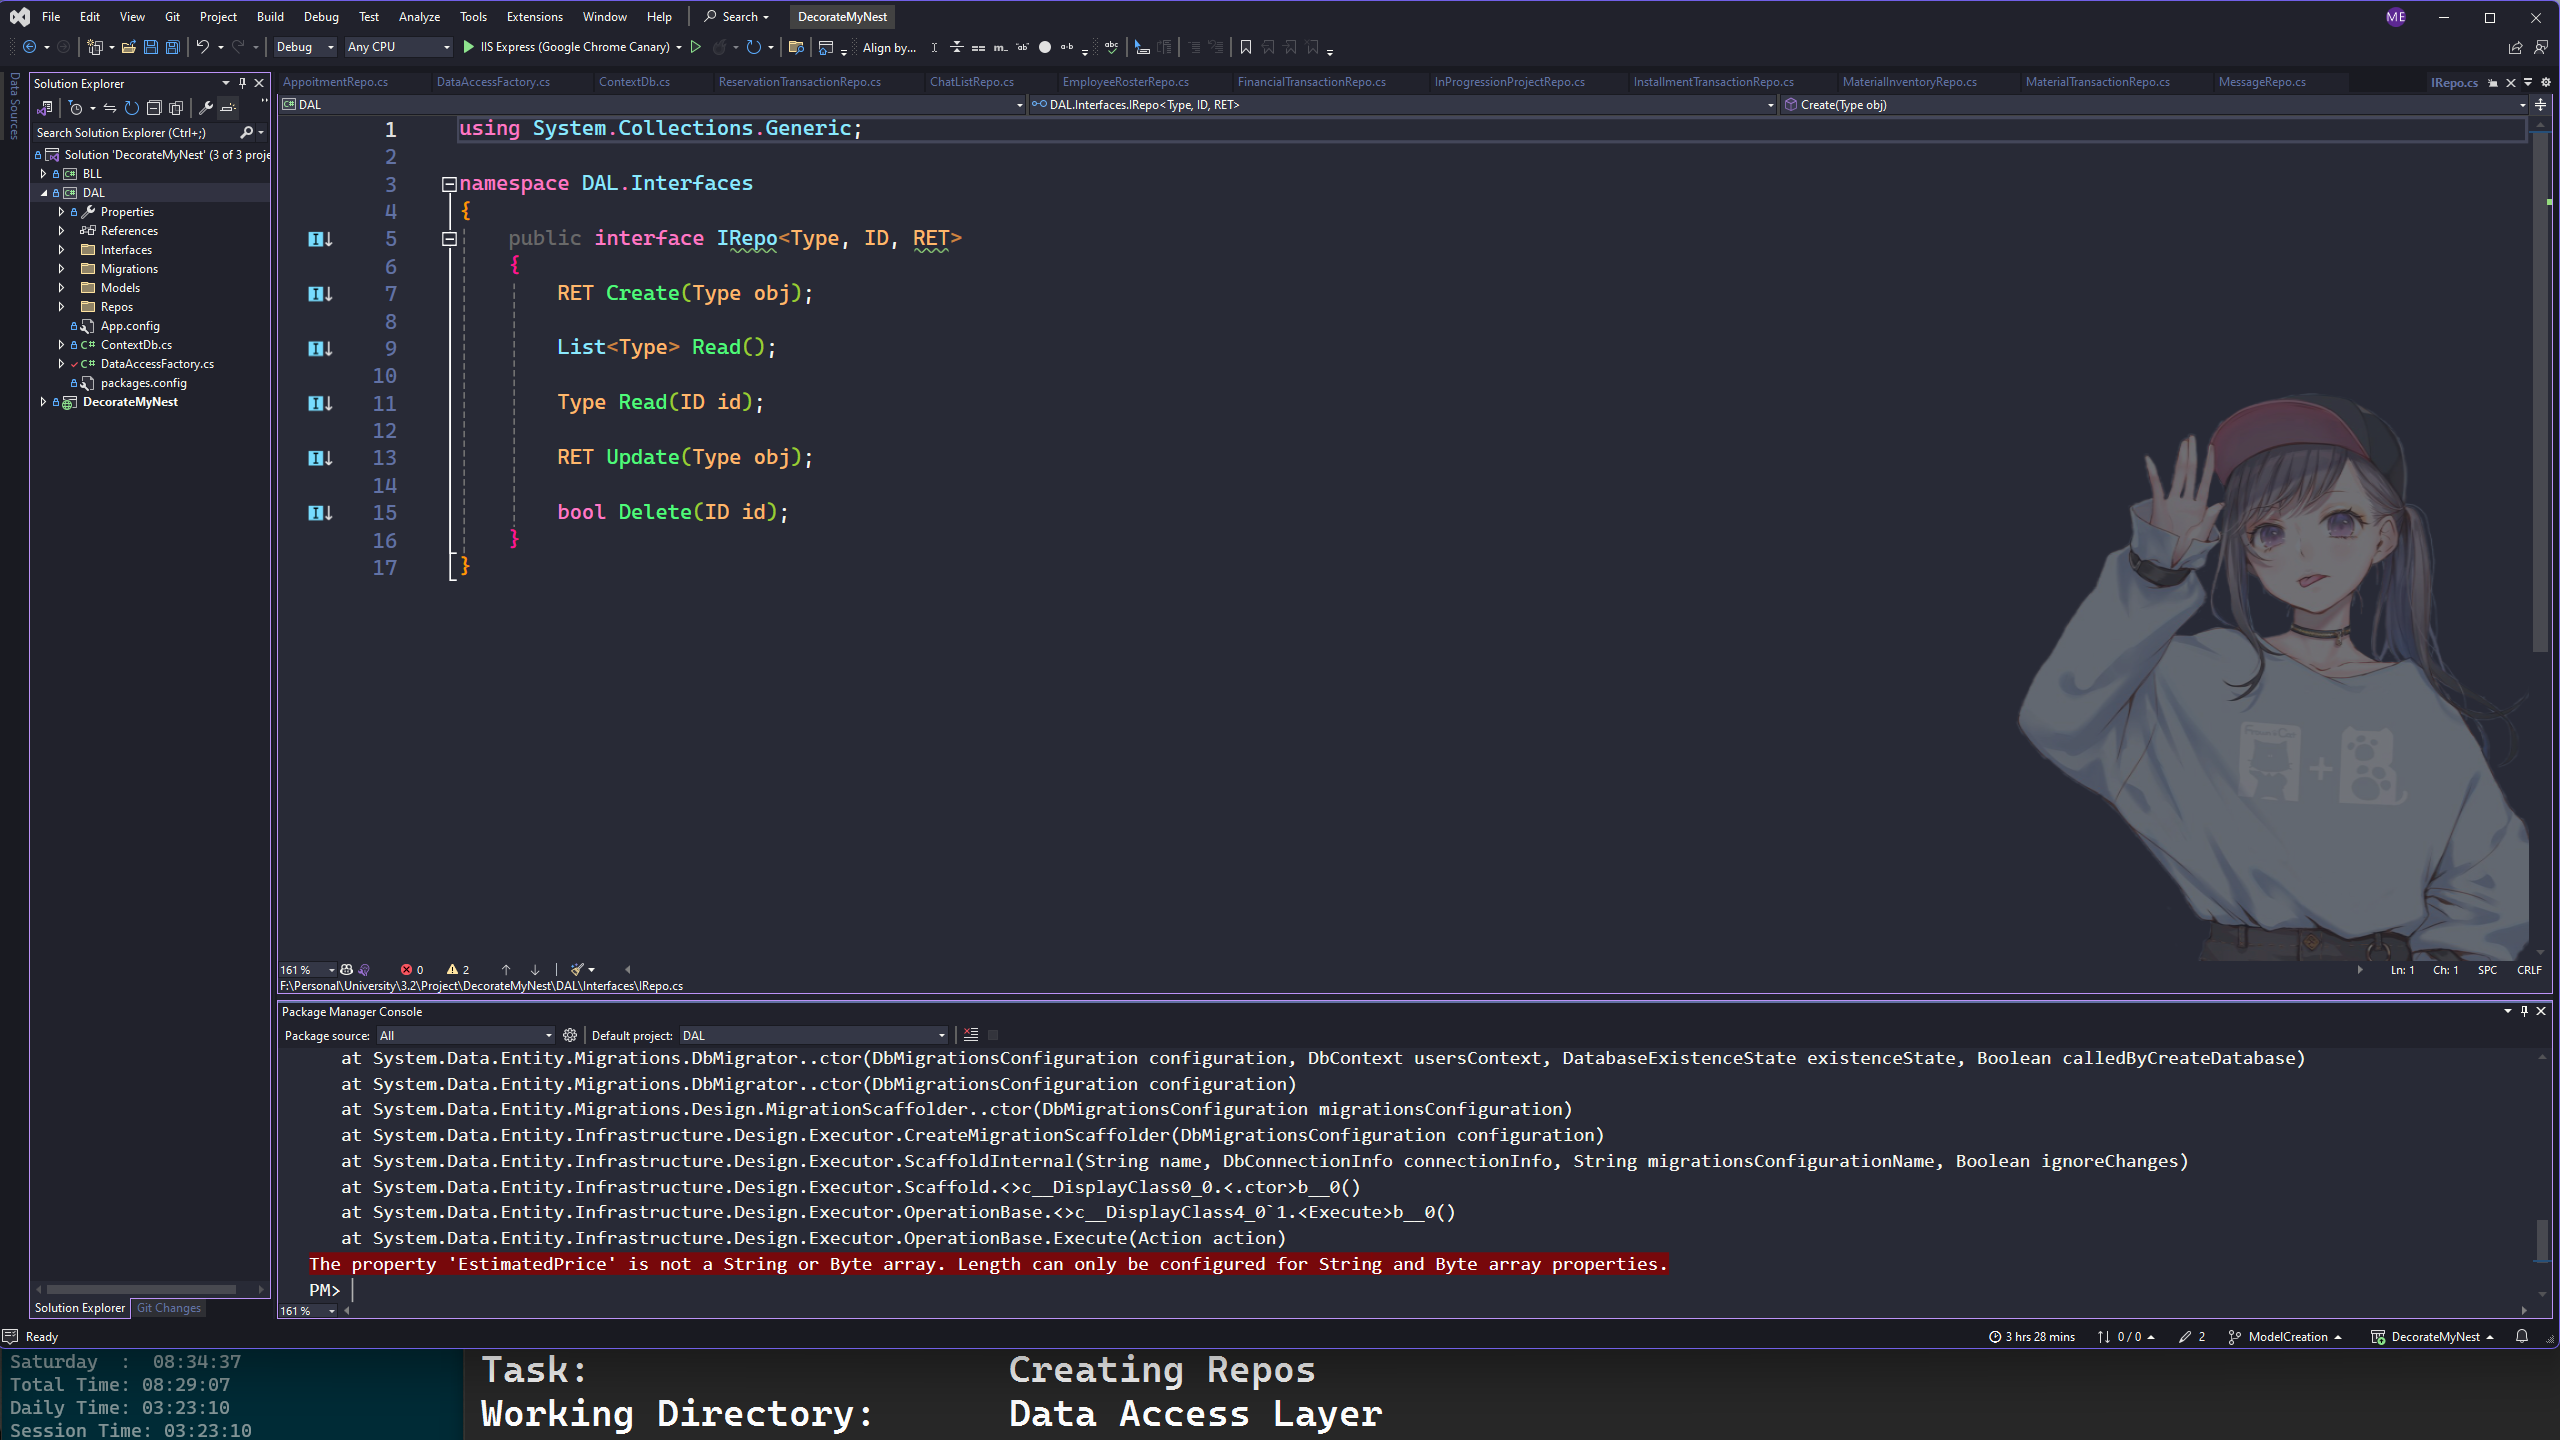 File Edit View Git Project Build Debug Test Analyze Tools Extensions Window Help Search DecorateMyNest ME
Debug Any CPU IIS Express (Google Chrome Canary) Align by...
Data Sources
Solution Explorer
Search Solution Explorer (Ctrl+;)
Solution 'DecorateMyNest' (3 of 3 proje
BLL
DAL
Properties
References
Interfaces
Migrations
Models
Repos
App.config
ContextDb.cs
DataAccessFactory.cs
packages.config
DecorateMyNest
Solution Explorer Git Changes
AppoitmentRepo.cs DataAccessFactory.cs ContextDb.cs ReservationTransactionRepo.cs ChatListRepo.cs EmployeeRosterRepo.cs FinancialTransactionRepo.cs InProgressionProjectRepo.cs InstallmentTransactionRepo.cs MaterialInventoryRepo.cs MaterialTransactionRepo.cs MessageRepo.cs IRepo.cs
DAL DAL.Interfaces.IRepo<Type, ID, RET> Create(Type obj)
1 using System.Collections.Generic;
2
3 namespace DAL.Interfaces
4 {
5 public interface IRepo<Type, ID, RET>
6 {
7 RET Create(Type obj);
8
9 List<Type> Read();
10
11 Type Read(ID id);
12
13 RET Update(Type obj);
14
15 bool Delete(ID id);
16 }
17 }
161 % 0 2 Ln: 1 Ch: 1 SPC CRLF
F:\Personal\University\3.2\Project\DecorateMyNest\DAL\Interfaces\IRepo.cs
Package Manager Console
Package source: All Default project: DAL
at System.Data.Entity.Migrations.DbMigrator..ctor(DbMigrationsConfiguration configuration, DbContext usersContext, DatabaseExistenceState existenceState, Boolean calledByCreateDatabase)
at System.Data.Entity.Migrations.DbMigrator..ctor(DbMigrationsConfiguration configuration)
at System.Data.Entity.Migrations.Design.MigrationScaffolder..ctor(DbMigrationsConfiguration migrationsConfiguration)
at System.Data.Entity.Infrastructure.Design.Executor.CreateMigrationScaffolder(DbMigrationsConfiguration configuration)
at System.Data.Entity.Infrastructure.Design.Executor.ScaffoldInternal(String name, DbConnectionInfo connectionInfo, String migrationsConfigurationName, Boolean ignoreChanges)
at System.Data.Entity.Infrastructure.Design.Executor.Scaffold.<>c__DisplayClass0_0.<.ctor>b__0()
at System.Data.Entity.Infrastructure.Design.Executor.OperationBase.<>c__DisplayClass4_0`1.<Execute>b__0()
at System.Data.Entity.Infrastructure.Design.Executor.OperationBase.Execute(Action action)
The property 'EstimatedPrice' is not a String or Byte array. Length can only be configured for String and Byte array properties.
PM>
161 %
Ready 3 hrs 28 mins 0 / 0 2 ModelCreation DecorateMyNest
Saturday : 08:34:37
Total Time: 08:29:07
Daily Time: 03:23:10
Session Time: 03:23:10
Task: Creating Repos
Working Directory: Data Access Layer